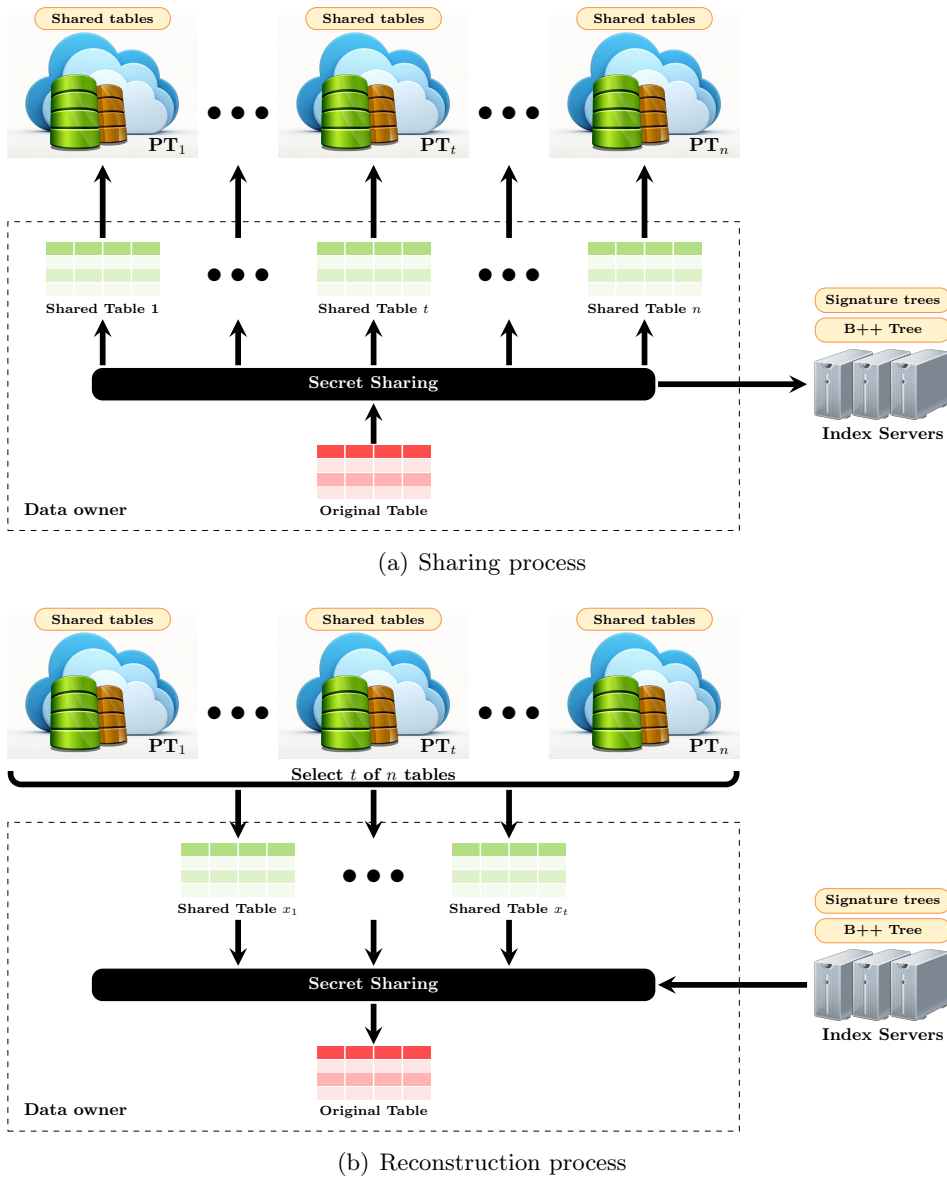 Shared tables Shared tables Shared tables
PT₁ PTₜ PTₙ
Shared Table 1 Shared Table t Shared Table n
Signature trees
B++ Tree
Secret Sharing
Index Servers
Original Table
Data owner
(a) Sharing process
Shared tables Shared tables Shared tables
PT₁ PTₜ PTₙ
Select t of n tables
Shared Table x₁ Shared Table xₜ
Signature trees
B++ Tree
Secret Sharing
Index Servers
Original Table
Data owner
(b) Reconstruction process